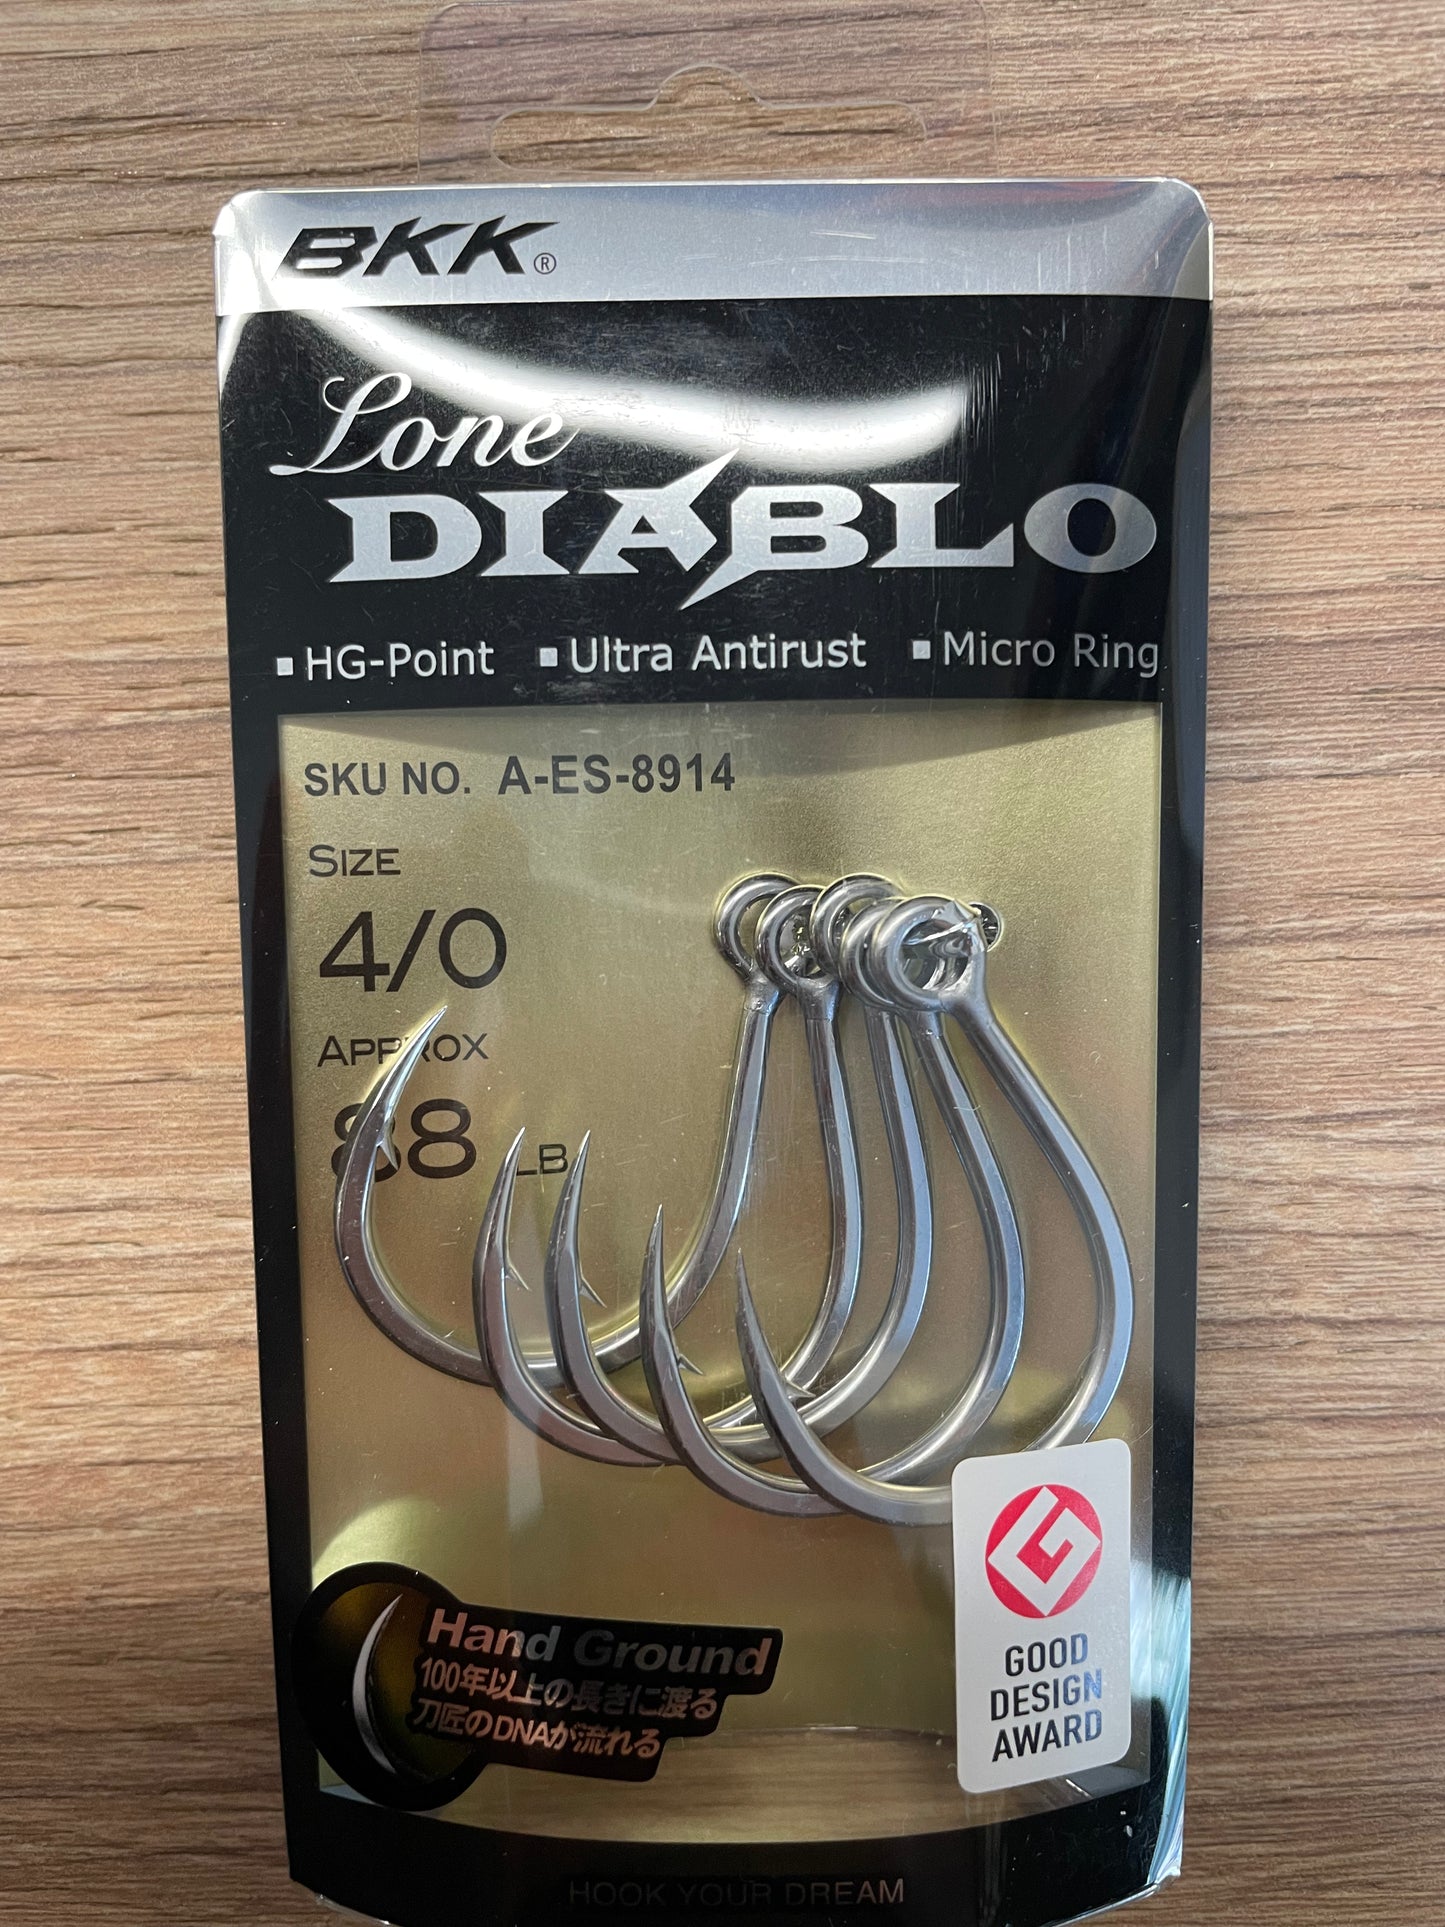 BKK®
Lone
DIABLO
▪ HG-Point ▪ Ultra Antirust ▪ Micro Ring
SKU NO. A-ES-8914
SIZE
4/0
APPROX
88 LB
Hand Ground
100年以上の長きに渡る
刀匠のDNAが流れる
GOOD
DESIGN
AWARD
HOOK YOUR DREAM